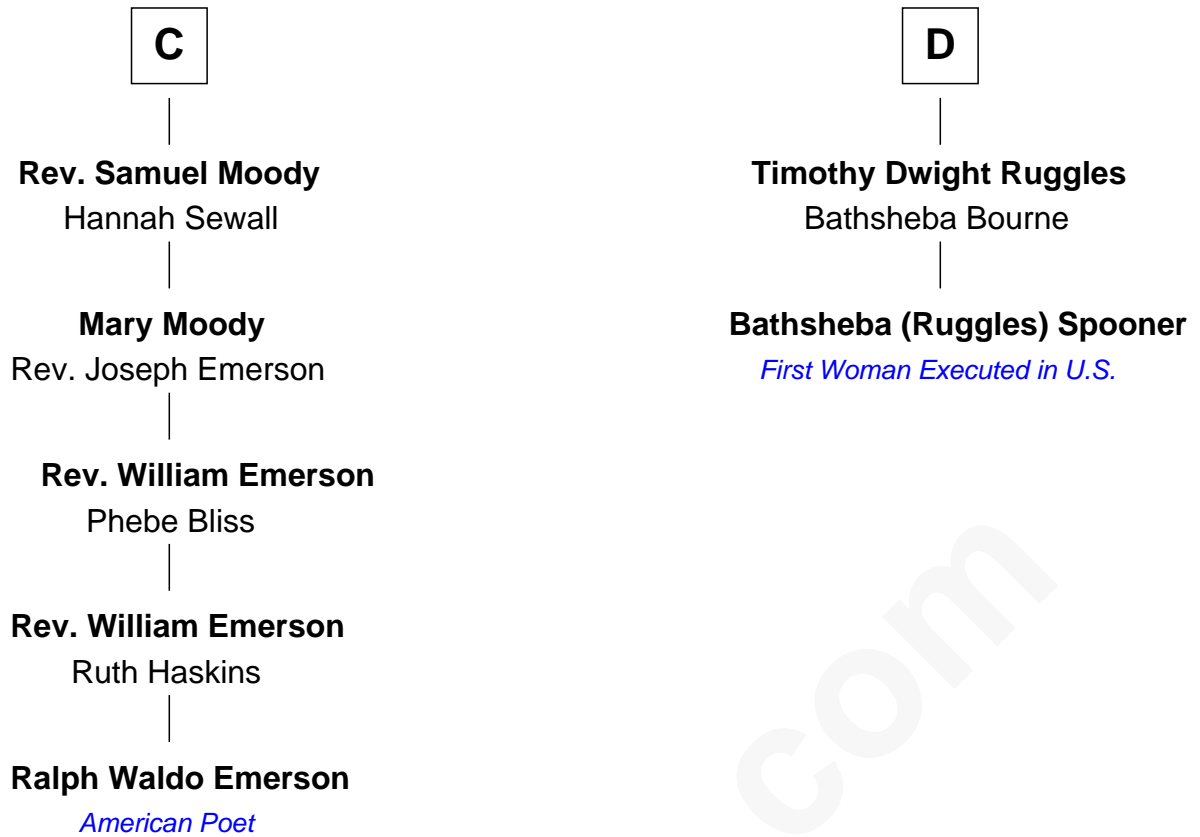 C
Rev. Samuel Moody
Hannah Sewall
Mary Moody
Rev. Joseph Emerson
Rev. William Emerson
Phebe Bliss
Rev. William Emerson
Ruth Haskins
Ralph Waldo Emerson
American Poet
D
Timothy Dwight Ruggles
Bathsheba Bourne
Bathsheba (Ruggles) Spooner
First Woman Executed in U.S.
com